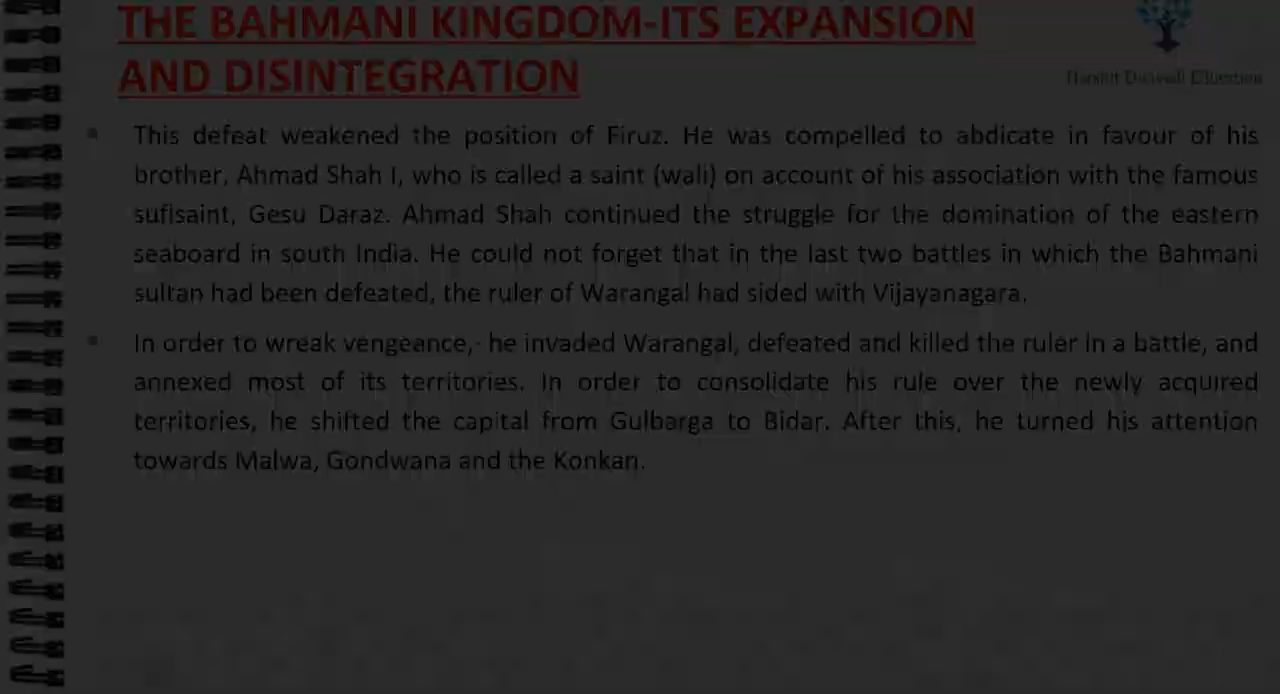 THE BAHMANI KINGDOM-ITS EXPANSION
AND DISINTEGRATION
Education
▪ This defeat weakened the position of Firuz. He was compelled to abdicate in favour of his
brother, Ahmad Shah I, who is called a saint (wali) on account of his association with the famous
sufisaint, Gesu Daraz. Ahmad Shah continued the struggle for the domination of the eastern
seaboard in south India. He could not forget that in the last two battles in which the Bahmani
sultan had been defeated, the ruler of Warangal had sided with Vijayanagara.
▪ In order to wreak vengeance,· he invaded Warangal, defeated and killed the ruler in a battle, and
annexed most of its territories. In order to consolidate his rule over the newly acquired
territories, he shifted the capital from Gulbarga to Bidar. After this, he turned his attention
towards Malwa, Gondwana and the Konkan.